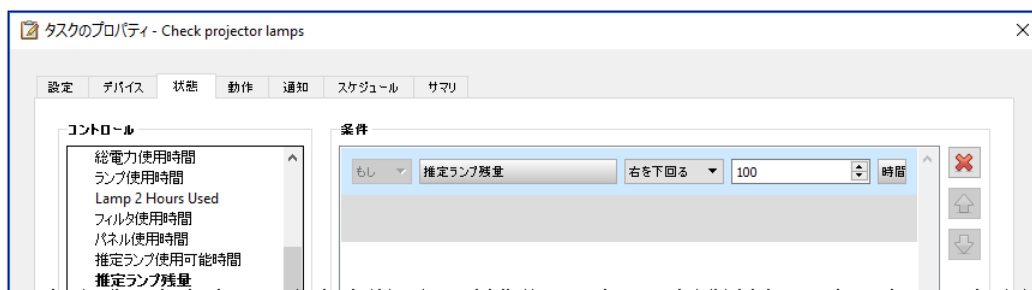 タスクのプロパティ - Check projector lamps
設定 デバイス 状態 動作 通知 スケジュール サマリ
コントロール
総電力使用時間
ランプ使用時間
Lamp 2 Hours Used
フィルタ使用時間
パネル使用時間
推定ランプ使用可能時間
推定ランプ残量
条件
もし 推定ランプ残量 右を下回る 100 時間